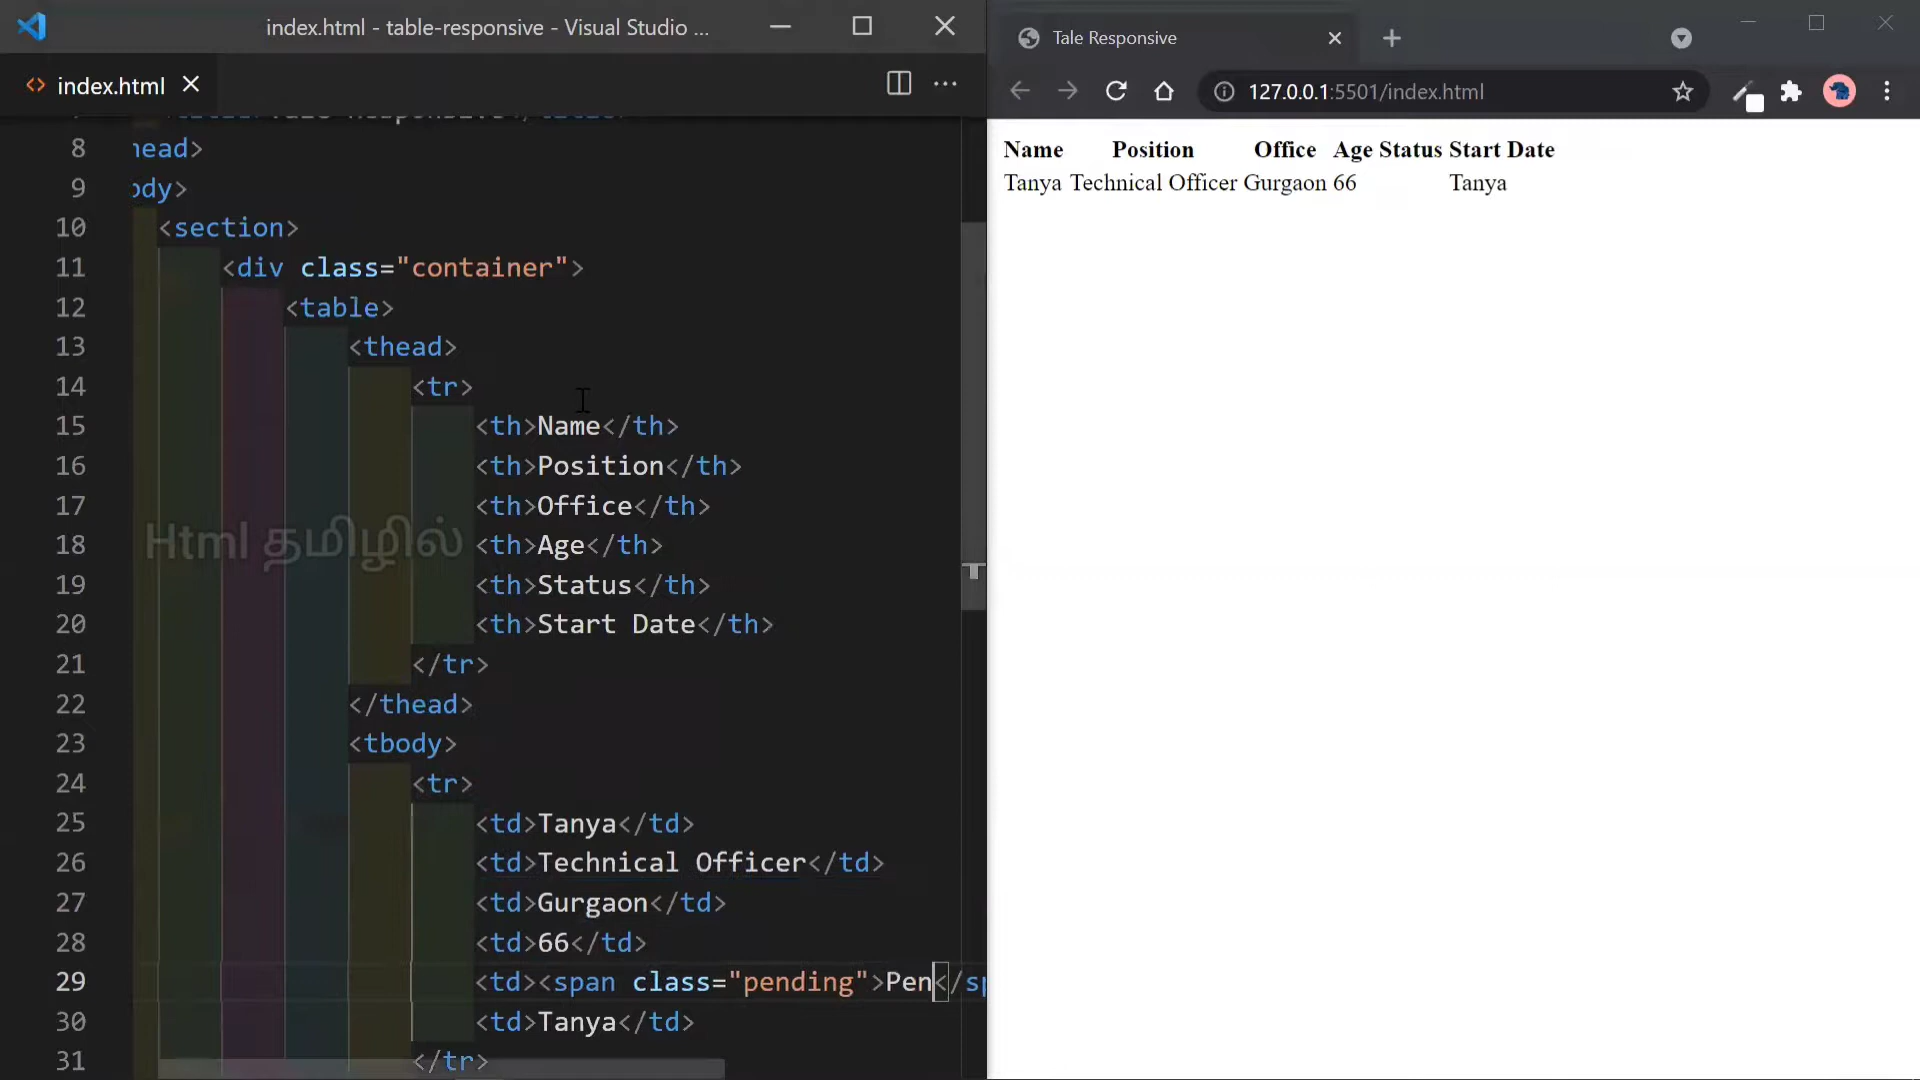 index.html - table-responsive - Visual Studio ...
index.html
8 head>
9 ody>
10 <section>
11 <div class="container">
12 <table>
13 <thead>
14 <tr>
15 <th>Name</th>
16 <th>Position</th>
17 <th>Office</th>
18 <th>Age</th>
19 <th>Status</th>
20 <th>Start Date</th>
21 </tr>
22 </thead>
23 <tbody>
24 <tr>
25 <td>Tanya</td>
26 <td>Technical Officer</td>
27 <td>Gurgaon</td>
28 <td>66</td>
29 <td><span class="pending">Pen</sp
30 <td>Tanya</td>
31 </tr>
Html தமிழில்
Tale Responsive
127.0.0.1:5501/index.html
Name Position Office Age Status Start Date
Tanya Technical Officer Gurgaon 66 Tanya